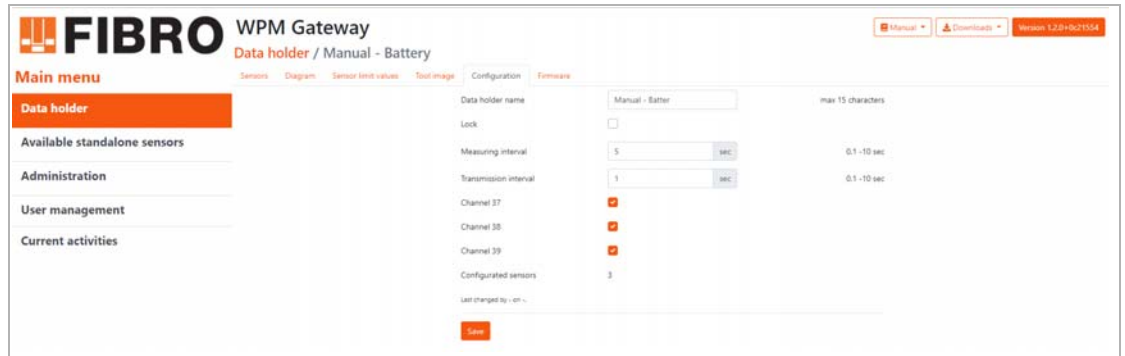 FIBRO
WPM Gateway
Manual
Downloads
Version 1.2.0+0c21554
Data holder / Manual - Battery
Main menu
Sensors Diagram Sensor limit values Tool image Configuration Firmware
Data holder
Available standalone sensors
Administration
User management
Current activities
Data holder name Manual - Batter max 15 characters
Lock
Measuring interval 5 sec 0.1 -10 sec
Transmission interval 1 sec 0.1 -10 sec
Channel 37
Channel 38
Channel 39
Configurated sensors 3
Last changed by - on -.
Save